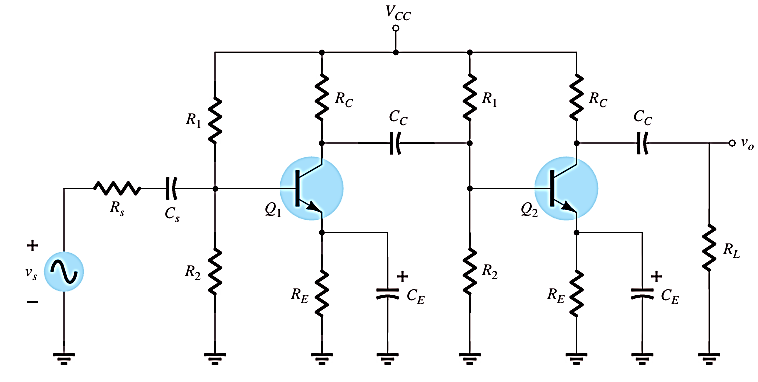 V_CC
R_1 R_C C_C R_1 R_C C_C v_o
R_s C_s Q_1 Q_2
+ v_s − R_2 R_E + C_E R_2 R_E + C_E R_L